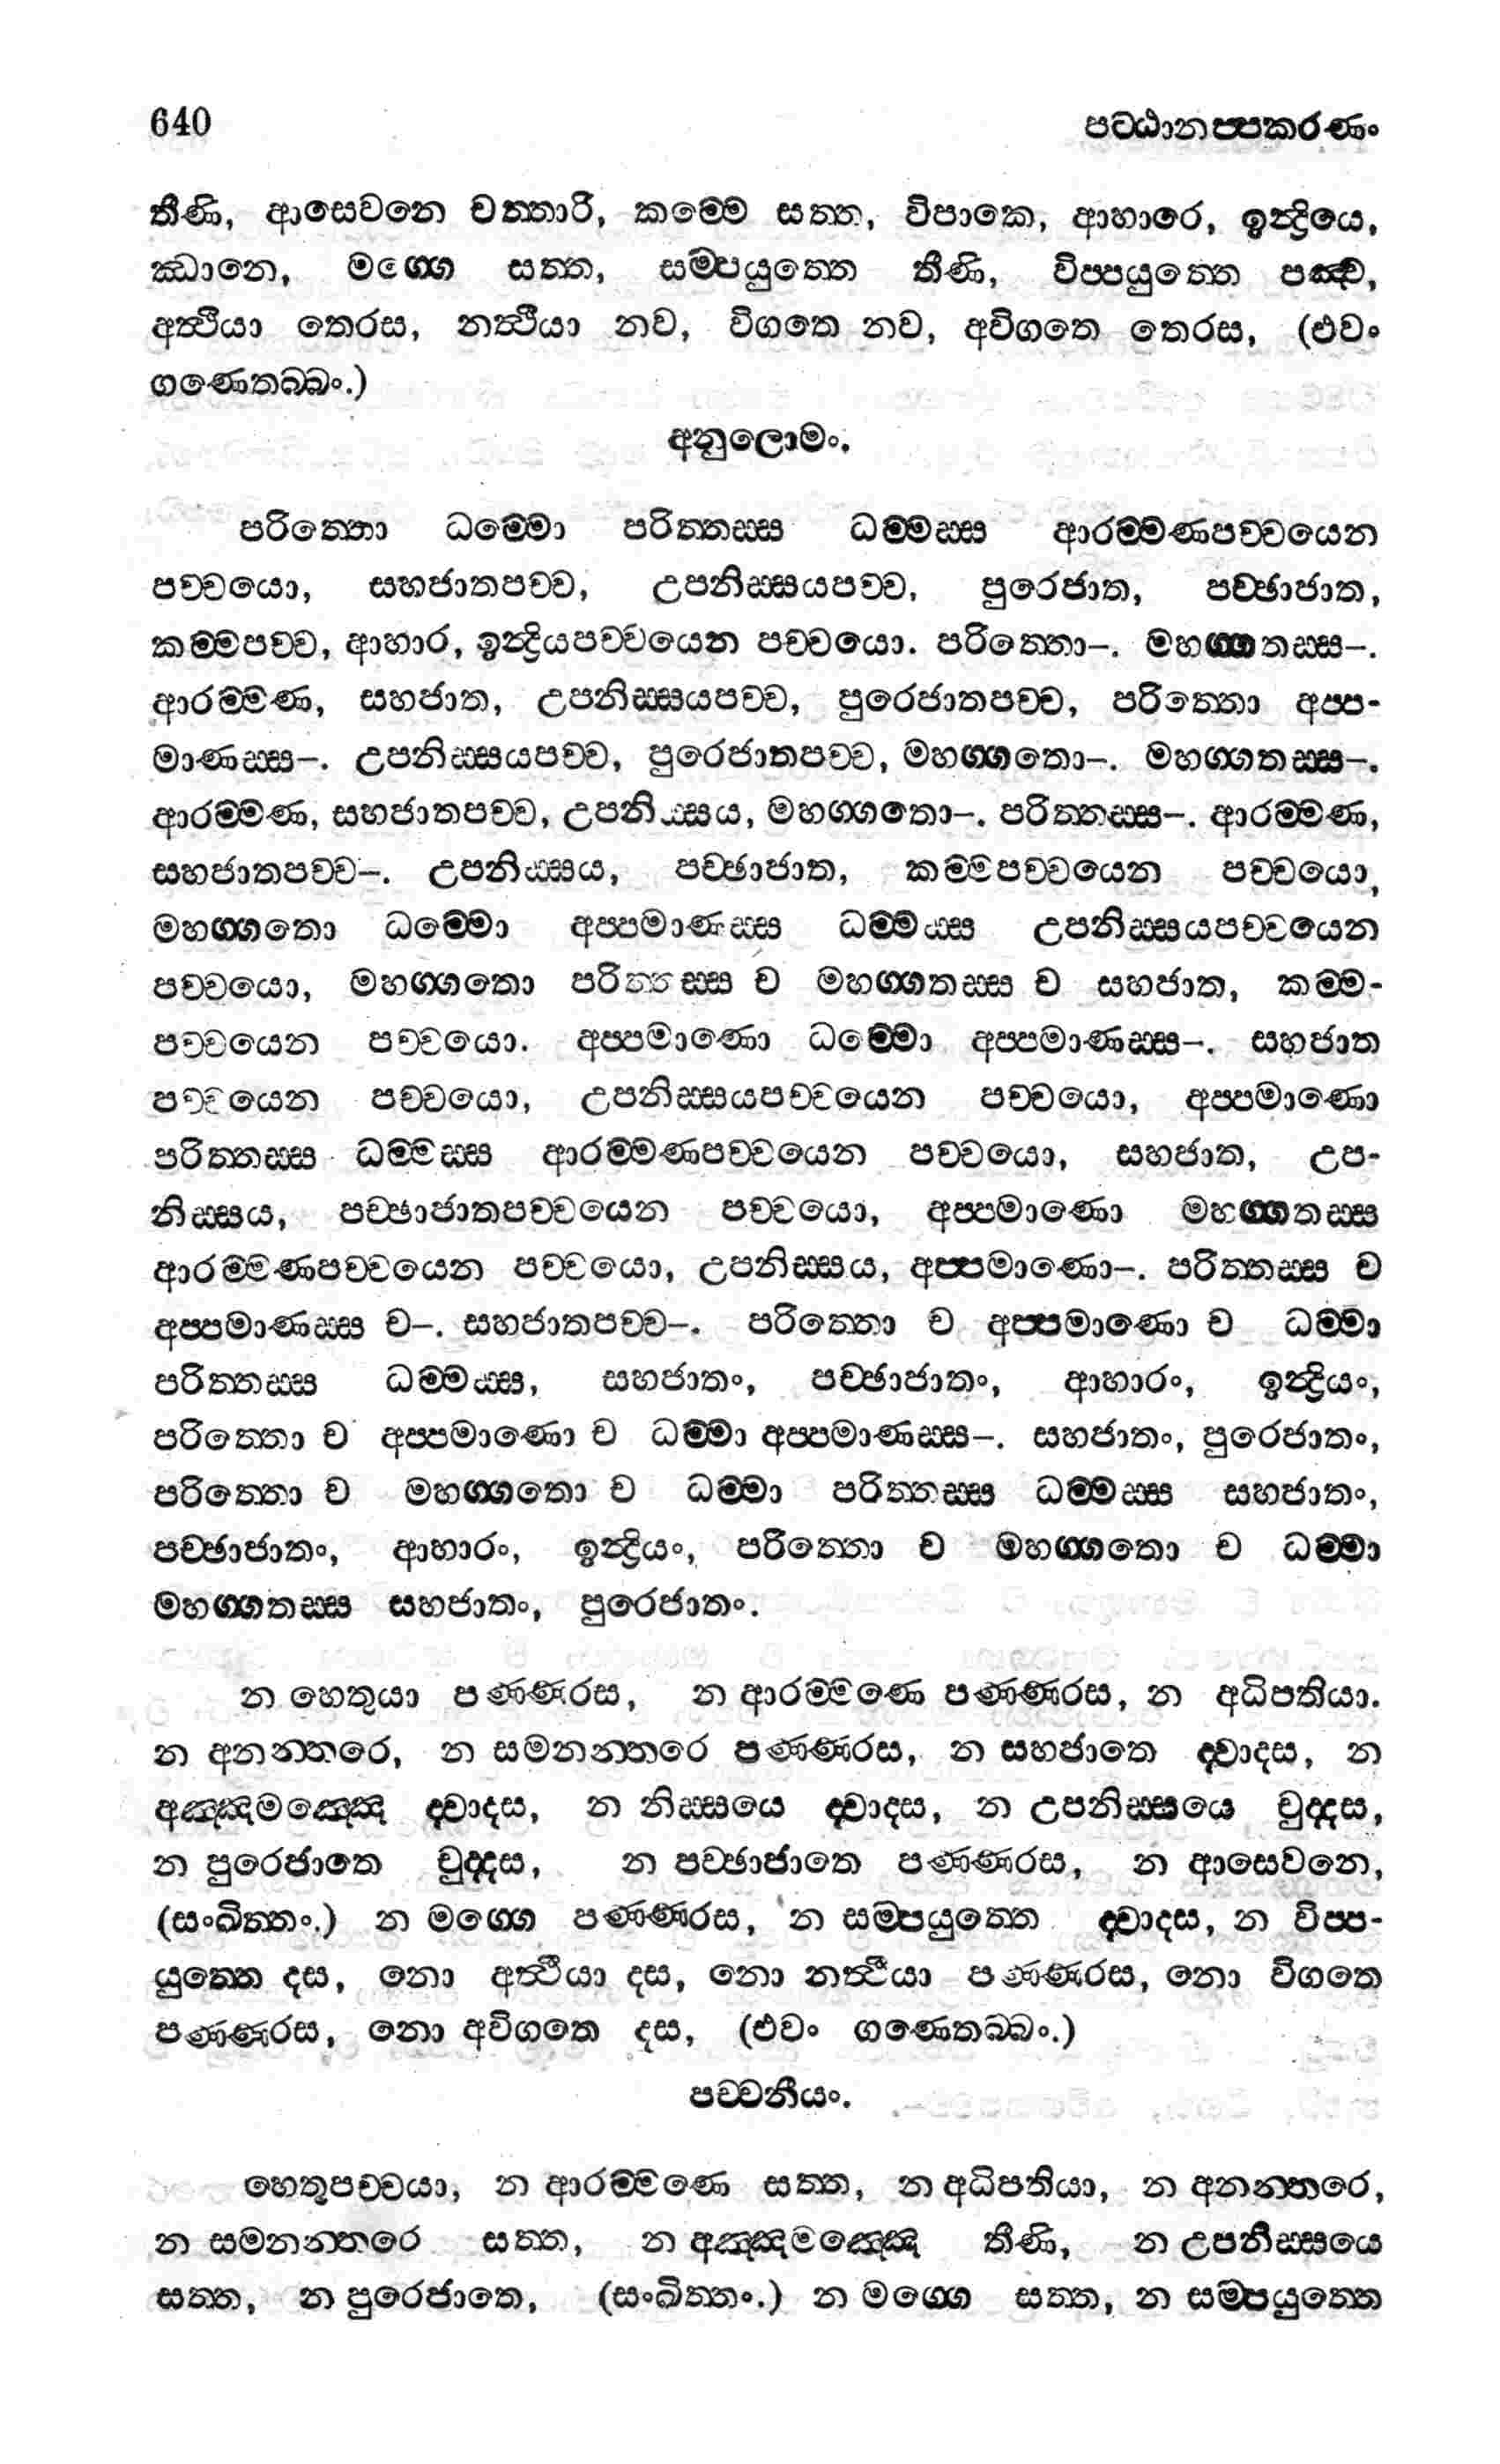 640 පට්ඨානප්පකරණං
තීණි, ආසෙවනෙ චත්තාරි, කම්මෙ සත්ත, විපාකෙ, ආහාරෙ, ඉන්ද්‍රියෙ,
ඣානෙ, මග්ගෙ සත්ත, සම්පයුත්තෙ තීණි, විප්පයුත්තෙ පඤ්ච,
අත්ථියා තෙරස, නත්ථියා නව, විගතෙ නව, අවිගතෙ තෙරස, (එවං
ගණෙතබ්බං.)
අනුලොමං.
පරිත්තො ධම්මො පරිත්තස්ස ධම්මස්ස ආරම්මණපච්චයෙන
පච්චයො, සහජාතපච්ච, උපනිස්සයපච්ච, පුරෙජාත, පච්ඡාජාත,
කම්මපච්ච, ආහාර, ඉන්ද්‍රියපච්චයෙන පච්චයො. පරිත්තො–. මහග්ගතස්ස–.
ආරම්මණ, සහජාත, උපනිස්සයපච්ච, පුරෙජාතපච්ච, පරිත්තො අප්ප-
මාණස්ස–. උපනිස්සයපච්ච, පුරෙජාතපච්ච, මහග්ගතො–. මහග්ගතස්ස–.
ආරම්මණ, සහජාතපච්ච, උපනිස්සය, මහග්ගතො–. පරිත්තස්ස–. ආරම්මණ,
සහජාතපච්ච–. උපනිස්සය, පච්ඡාජාත, කම්මපච්චයෙන පච්චයො,
මහග්ගතො ධම්මො අප්පමාණස්ස ධම්මස්ස උපනිස්සයපච්චයෙන
පච්චයො, මහග්ගතො පරිත්තස්ස ච මහග්ගතස්ස ච සහජාත, කම්ම-
පච්චයෙන පච්චයො. අප්පමාණො ධම්මො අප්පමාණස්ස–. සහජාත
පච්චයෙන පච්චයො, උපනිස්සයපච්චයෙන පච්චයො, අප්පමාණො
පරිත්තස්ස ධම්මස්ස ආරම්මණපච්චයෙන පච්චයො, සහජාත, උප-
නිස්සය, පච්ඡාජාතපච්චයෙන පච්චයො, අප්පමාණො මහග්ගතස්ස
ආරම්මණපච්චයෙන පච්චයො, උපනිස්සය, අප්පමාණො–. පරිත්තස්ස ච
අප්පමාණස්ස ච–. සහජාතපච්ච–. පරිත්තො ච අප්පමාණො ච ධම්මා
පරිත්තස්ස ධම්මස්ස, සහජාතං, පච්ඡාජාතං, ආහාරං, ඉන්ද්‍රියං,
පරිත්තො ච අප්පමාණො ච ධම්මා අප්පමාණස්ස–. සහජාතං, පුරෙජාතං,
පරිත්තො ච මහග්ගතො ච ධම්මා පරිත්තස්ස ධම්මස්ස සහජාතං,
පච්ඡාජාතං, ආහාරං, ඉන්ද්‍රියං, පරිත්තො ච මහග්ගතො ච ධම්මා
මහග්ගතස්ස සහජාතං, පුරෙජාතං.
න හෙතුයා පණ්ණරස, න ආරම්මණෙ පණ්ණරස, න අධිපතියා.
න අනන්තරෙ, න සමනන්තරෙ පණ්ණරස, න සහජාතෙ ද්වාදස, න
අඤ්ඤමඤ්ඤෙ ද්වාදස, න නිස්සයෙ ද්වාදස, න උපනිස්සයෙ චුද්දස,
න පුරෙජාතෙ චුද්දස, න පච්ඡාජාතෙ පණ්ණරස, න ආසෙවනෙ,
(සංඛිත්තං.) න මග්ගෙ පණ්ණරස, න සම්පයුත්තෙ ද්වාදස, න විප්ප-
යුත්තෙ දස, නො අත්ථියා දස, නො නත්ථියා පණ්ණරස, නො විගතෙ
පණ්ණරස, නො අවිගතෙ දස, (එවං ගණෙතබ්බං.)
පච්චනීයං.
හෙතුපච්චයා, න ආරම්මණෙ සත්ත, න අධිපතියා, න අනන්තරෙ,
න සමනන්තරෙ සත්ත, න අඤ්ඤමඤ්ඤෙ තීණි, න උපනිස්සයෙ
සත්ත, න පුරෙජාතෙ, (සංඛිත්තං.) න මග්ගෙ සත්ත, න සම්පයුත්තෙ